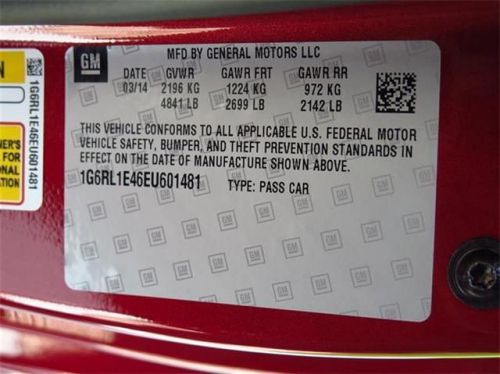 GM
MFD BY GENERAL MOTORS LLC
DATE GVWR GAWR FRT GAWR RR
03/14 2196 KG 1224 KG 972 KG
4841 LB 2699 LB 2142 LB
THIS VEHICLE CONFORMS TO ALL APPLICABLE U.S. FEDERAL MOTOR
VEHICLE SAFETY, BUMPER, AND THEFT PREVENTION STANDARDS IN
EFFECT ON THE DATE OF MANUFACTURE SHOWN ABOVE.
1G6RL1E46EU601481 TYPE: PASS CAR
1G6RL1E46EU601481